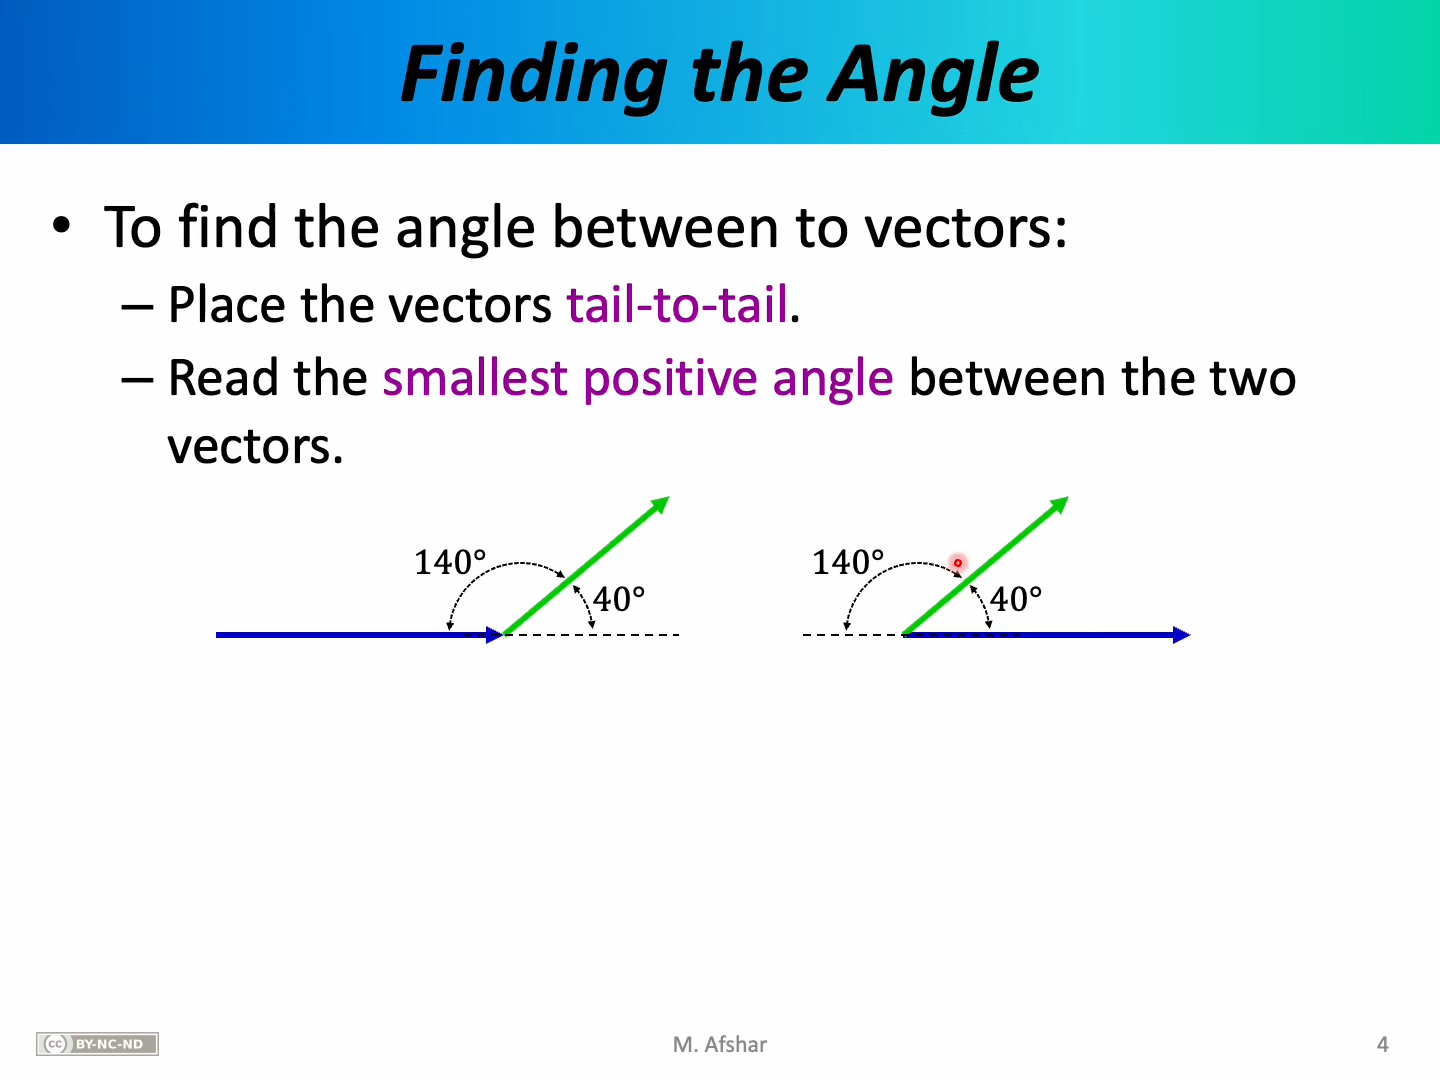 Finding the Angle
• To find the angle between to vectors:
– Place the vectors tail-to-tail.
– Read the smallest positive angle between the two
vectors.
140° 140°
40° 40°
cc BY-NC-ND M. Afshar 4